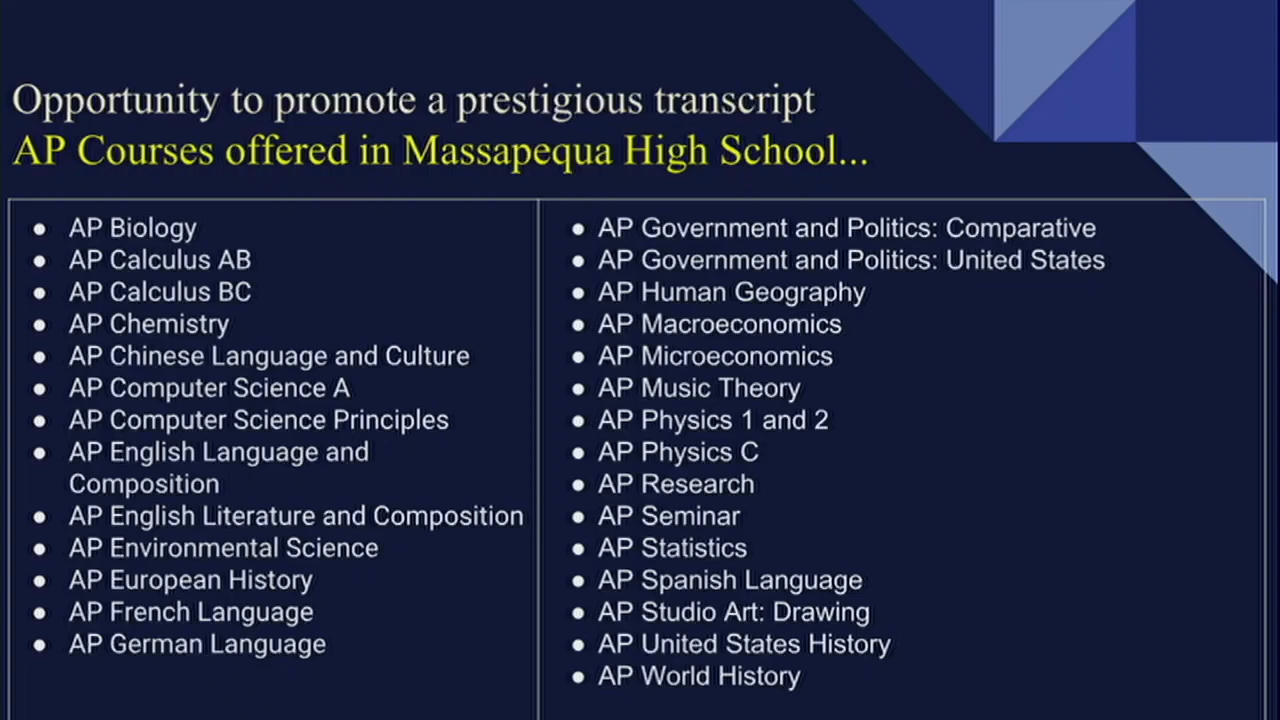 Opportunity to promote a prestigious transcript
AP Courses offered in Massapequa High School...
● AP Biology
● AP Calculus AB
● AP Calculus BC
● AP Chemistry
● AP Chinese Language and Culture
● AP Computer Science A
● AP Computer Science Principles
● AP English Language and
Composition
● AP English Literature and Composition
● AP Environmental Science
● AP European History
● AP French Language
● AP German Language
● AP Government and Politics: Comparative
● AP Government and Politics: United States
● AP Human Geography
● AP Macroeconomics
● AP Microeconomics
● AP Music Theory
● AP Physics 1 and 2
● AP Physics C
● AP Research
● AP Seminar
● AP Statistics
● AP Spanish Language
● AP Studio Art: Drawing
● AP United States History
● AP World History